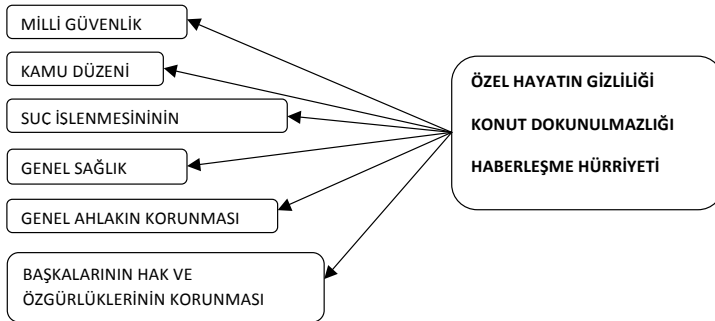 MİLLİ GÜVENLİK
KAMU DÜZENİ
SUÇ İŞLENMESİNİNİN
GENEL SAĞLIK
GENEL AHLAKIN KORUNMASI
BAŞKALARININ HAK VE
ÖZGÜRLÜKLERİNİN KORUNMASI
ÖZEL HAYATIN GİZLİLİĞİ
KONUT DOKUNULMAZLIĞI
HABERLEŞME HÜRRİYETİ